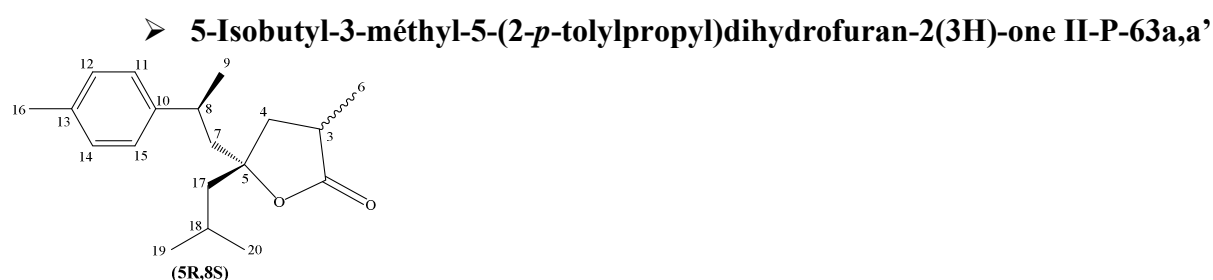 ➤ 5-Isobutyl-3-méthyl-5-(2-p-tolylpropyl)dihydrofuran-2(3H)-one II-P-63a,a’
12 11 9
16 13 10 8 4 6
14 15 7 3
17 5 O O
18
19 20
(5R,8S)